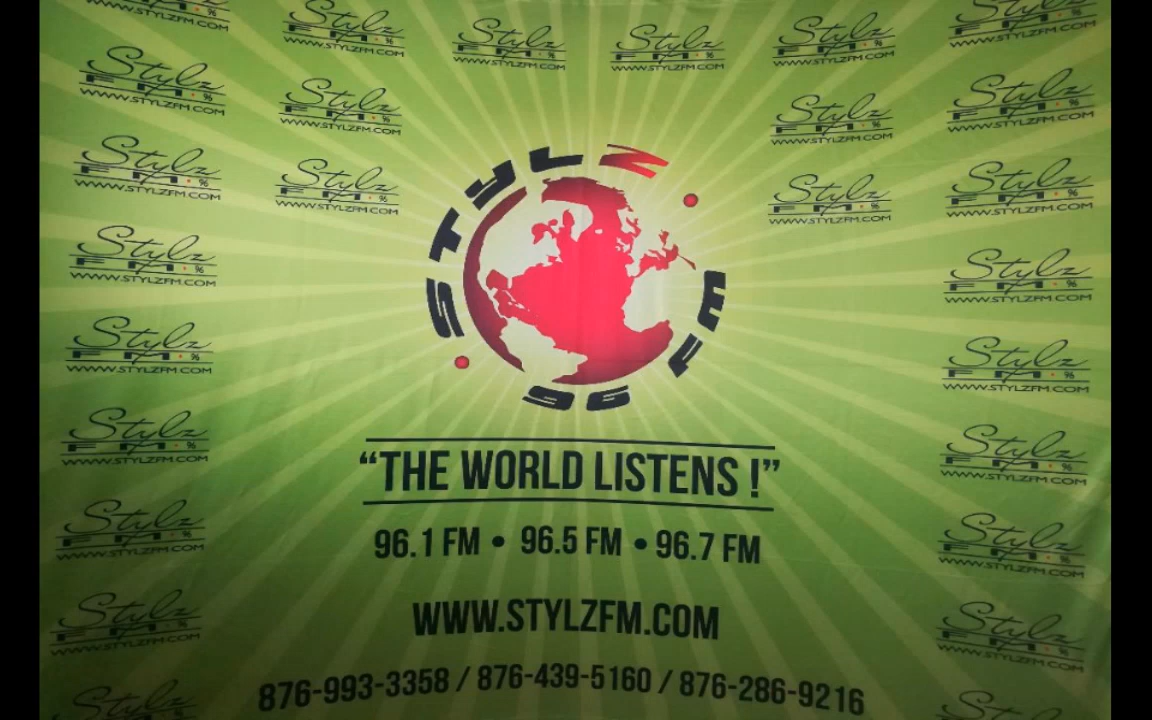 STYLZ FM 96
"THE WORLD LISTENS !"
96.1 FM • 96.5 FM • 96.7 FM
WWW.STYLZFM.COM
876-993-3358 / 876-439-5160 / 876-286-9216
Stylz
FM • 96
WWW.STYLZFM.COM